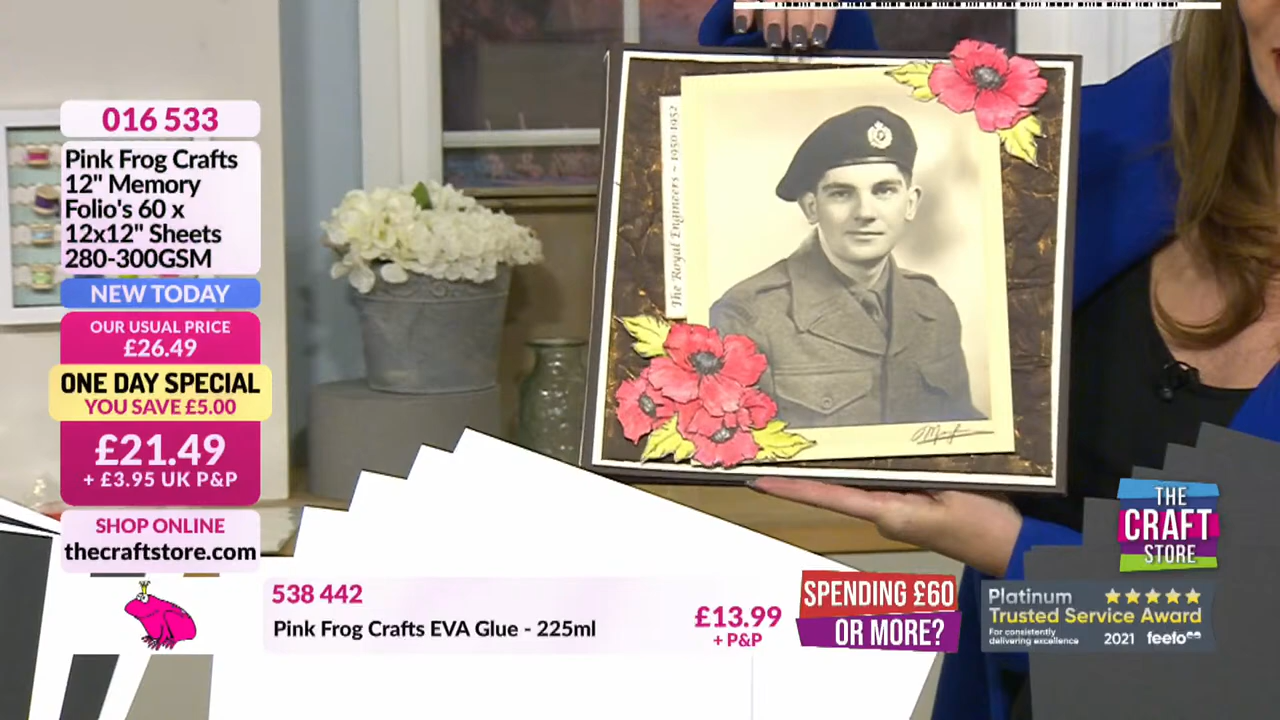 016 533
Pink Frog Crafts
12" Memory
Folio's 60 x
12x12" Sheets
280-300GSM
NEW TODAY
OUR USUAL PRICE
£26.49
ONE DAY SPECIAL
YOU SAVE £5.00
£21.49
+ £3.95 UK P&P
SHOP ONLINE
thecraftstore.com
The Royal Engineers ~ 1950-1952
538 442
Pink Frog Crafts EVA Glue - 225ml
£13.99
+ P&P
SPENDING £60
OR MORE?
THE
CRAFT
STORE
Platinum
Trusted Service Award
For consistently
delivering excellence
2021 feefo